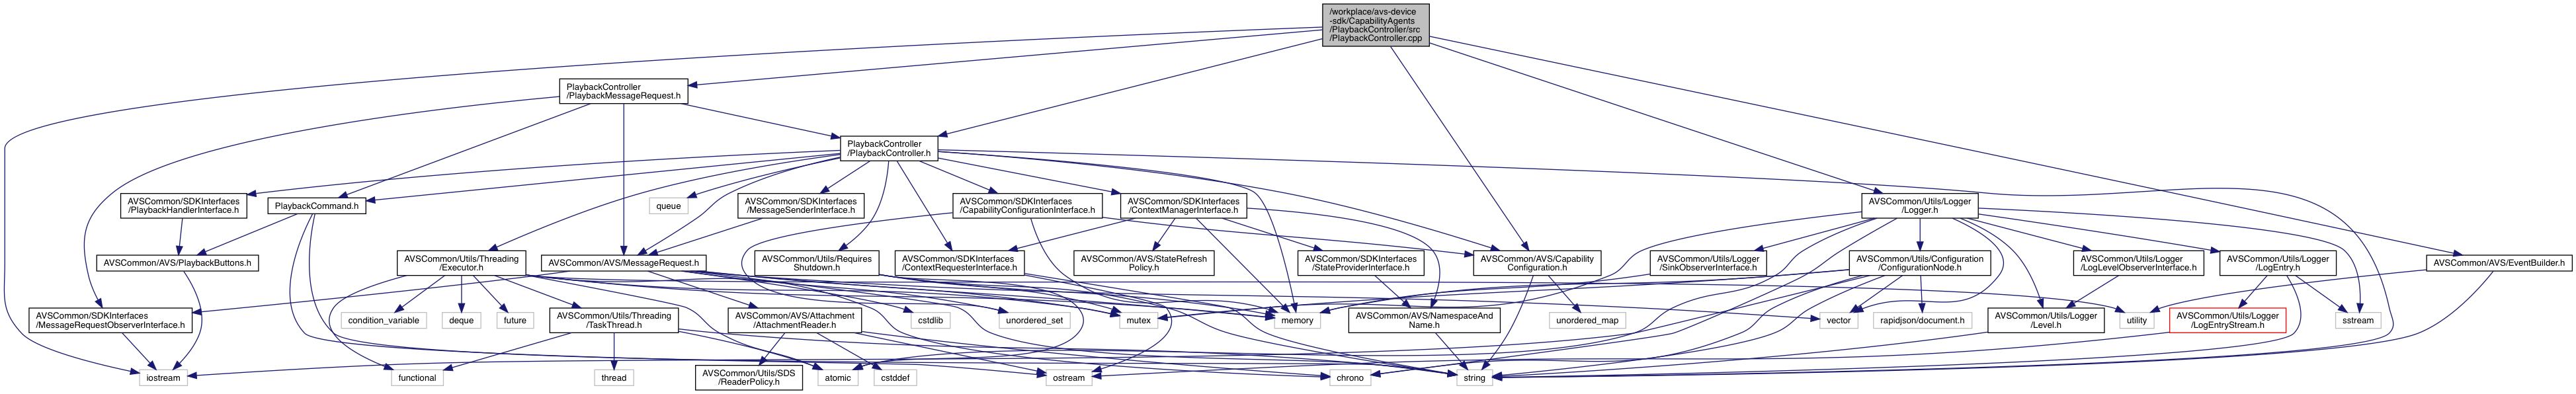 /workplace/avs-device
-sdk/CapabilityAgents
/PlaybackController/src
/PlaybackController.cpp
PlaybackController
/PlaybackMessageRequest.h
PlaybackController
/PlaybackController.h
AVSCommon/SDKInterfaces
/PlaybackHandlerInterface.h
PlaybackCommand.h
queue
AVSCommon/SDKInterfaces
/MessageSenderInterface.h
AVSCommon/SDKInterfaces
/CapabilityConfigurationInterface.h
AVSCommon/SDKInterfaces
/ContextManagerInterface.h
AVSCommon/Utils/Logger
/Logger.h
AVSCommon/AVS/PlaybackButtons.h
AVSCommon/Utils/Threading
/Executor.h
AVSCommon/AVS/MessageRequest.h
AVSCommon/Utils/Requires
Shutdown.h
AVSCommon/SDKInterfaces
/ContextRequesterInterface.h
AVSCommon/AVS/StateRefresh
Policy.h
AVSCommon/SDKInterfaces
/StateProviderInterface.h
AVSCommon/AVS/Capability
Configuration.h
AVSCommon/Utils/Logger
/SinkObserverInterface.h
AVSCommon/Utils/Configuration
/ConfigurationNode.h
AVSCommon/Utils/Logger
/LogLevelObserverInterface.h
AVSCommon/Utils/Logger
/LogEntry.h
AVSCommon/AVS/EventBuilder.h
AVSCommon/SDKInterfaces
/MessageRequestObserverInterface.h
condition_variable
deque
future
AVSCommon/Utils/Threading
/TaskThread.h
AVSCommon/AVS/Attachment
/AttachmentReader.h
cstdlib
unordered_set
mutex
memory
AVSCommon/AVS/NamespaceAnd
Name.h
unordered_map
vector
rapidjson/document.h
AVSCommon/Utils/Logger
/Level.h
utility
AVSCommon/Utils/Logger
/LogEntryStream.h
sstream
iostream
functional
thread
AVSCommon/Utils/SDS
/ReaderPolicy.h
atomic
cstddef
ostream
chrono
string